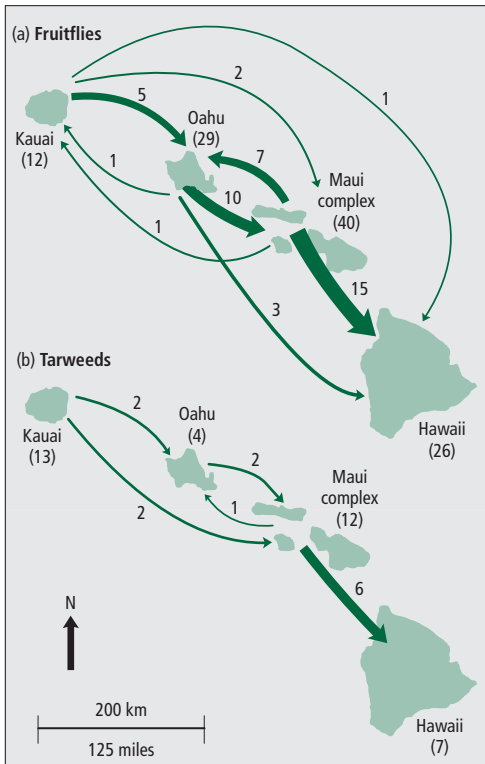 (a) Fruitflies
2
1
5
Oahu
(29)
Kauai
(12)
7
1
Maui
complex
(40)
10
1
15
3
(b) Tarweeds
Hawaii
(26)
2
Oahu
(4)
Kauai
(13)
2
Maui
complex
(12)
1
2
6
N
200 km
125 miles
Hawaii
(7)